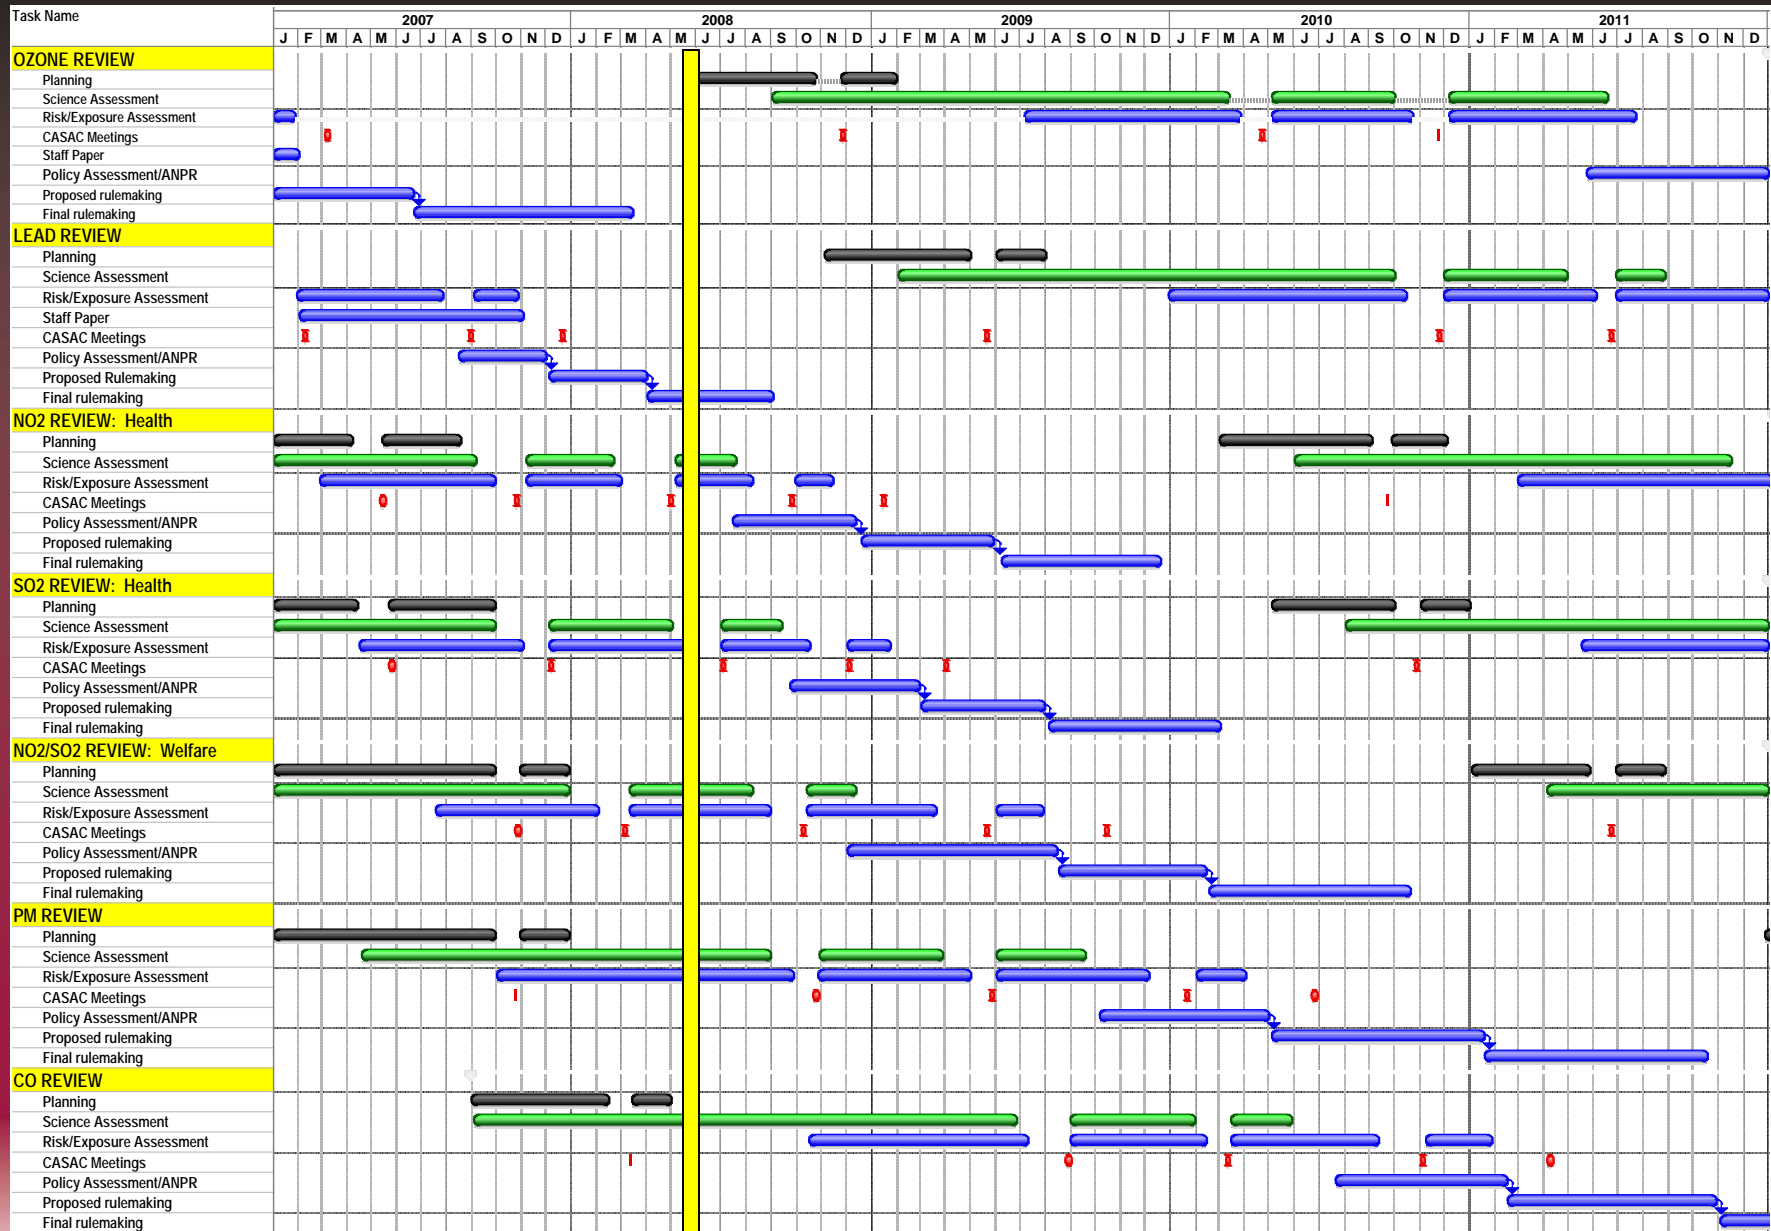 Task Name
2007 2008 2009 2010 2011
J F M A M J J A S O N D J F M A M J J A S O N D J F M A M J J A S O N D J F M A M J J A S O N D J F M A M J J A S O N D
OZONE REVIEW
Planning
Science Assessment
Risk/Exposure Assessment
CASAC Meetings
Staff Paper
Policy Assessment/ANPR
Proposed rulemaking
Final rulemaking
LEAD REVIEW
Planning
Science Assessment
Risk/Exposure Assessment
Staff Paper
CASAC Meetings
Policy Assessment/ANPR
Proposed Rulemaking
Final rulemaking
NO2 REVIEW: Health
Planning
Science Assessment
Risk/Exposure Assessment
CASAC Meetings
Policy Assessment/ANPR
Proposed rulemaking
Final rulemaking
SO2 REVIEW: Health
Planning
Science Assessment
Risk/Exposure Assessment
CASAC Meetings
Policy Assessment/ANPR
Proposed rulemaking
Final rulemaking
NO2/SO2 REVIEW: Welfare
Planning
Science Assessment
Risk/Exposure Assessment
CASAC Meetings
Policy Assessment/ANPR
Proposed rulemaking
Final rulemaking
PM REVIEW
Planning
Science Assessment
Risk/Exposure Assessment
CASAC Meetings
Policy Assessment/ANPR
Proposed rulemaking
Final rulemaking
CO REVIEW
Planning
Science Assessment
Risk/Exposure Assessment
CASAC Meetings
Policy Assessment/ANPR
Proposed rulemaking
Final rulemaking